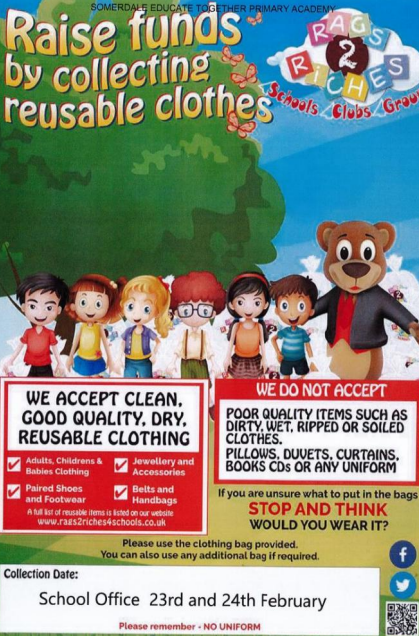 SOMERDALE EDUCATE TOGETHER PRIMARY ACADEMY
Raise funds
by collecting
reusable clothes
RAGS
2
RICHES
Schools Clubs Groups
WE ACCEPT CLEAN,
GOOD QUALITY, DRY,
REUSABLE CLOTHING
Adults, Childrens &
Babies Clothing
Jewellery and
Accessories
Paired Shoes
and Footwear
Belts and
Handbags
A full list of reusable items is listed on our website
www.rags2riches4schools.co.uk
WE DO NOT ACCEPT
POOR QUALITY ITEMS SUCH AS
DIRTY, WET, RIPPED OR SOILED
CLOTHES.
PILLOWS, DUVETS, CURTAINS,
BOOKS CDs OR ANY UNIFORM
If you are unsure what to put in the bags
STOP AND THINK
WOULD YOU WEAR IT?
Please use the clothing bag provided.
You can also use any additional bag if required.
Collection Date:
School Office 23rd and 24th February
Please remember - NO UNIFORM